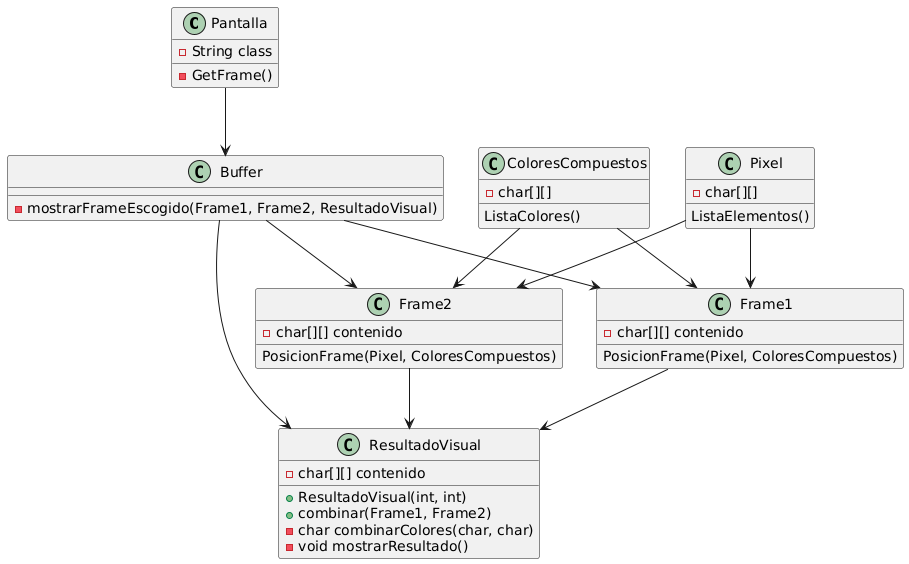 C Pantalla
String class
GetFrame()
C Buffer
mostrarFrameEscogido(Frame1, Frame2, ResultadoVisual)
C ColoresCompuestos
char[][]
ListaColores()
C Pixel
char[][]
ListaElementos()
C Frame2
char[][] contenido
PosicionFrame(Pixel, ColoresCompuestos)
C Frame1
char[][] contenido
PosicionFrame(Pixel, ColoresCompuestos)
C ResultadoVisual
char[][] contenido
ResultadoVisual(int, int)
combinar(Frame1, Frame2)
char combinarColores(char, char)
void mostrarResultado()